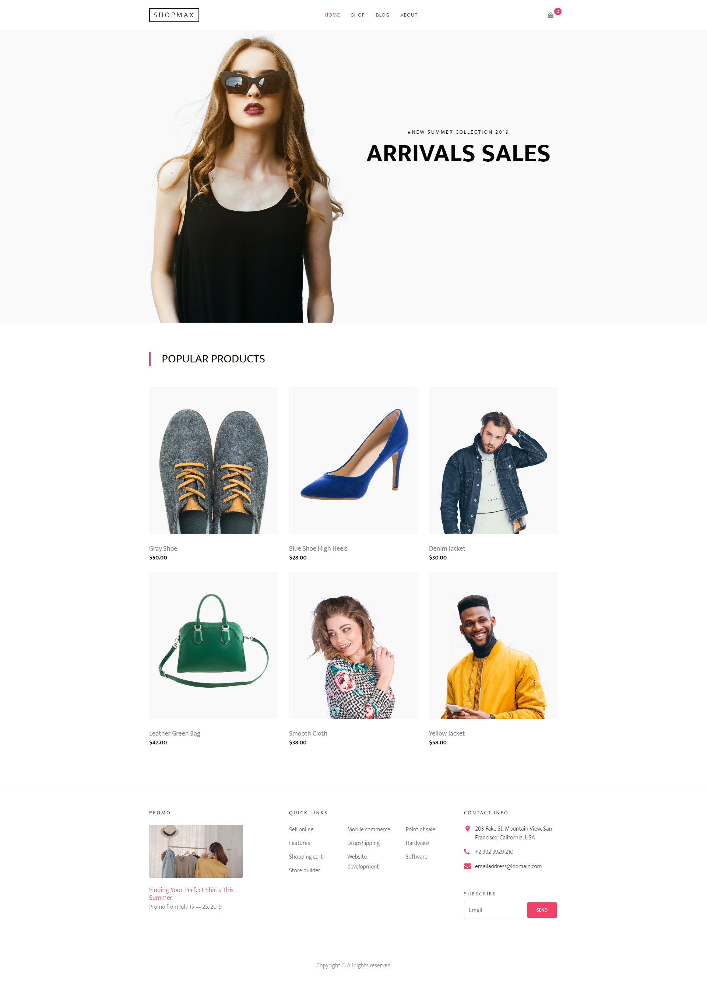 SHOPMAX
HOME SHOP BLOG ABOUT
0
#NEW SUMMER COLLECTION 2019
ARRIVALS SALES
POPULAR PRODUCTS
Gray Shoe
$50.00
Blue Shoe High Heels
$28.00
Denim Jacket
$30.00
Leather Green Bag
$42.00
Smooth Cloth
$38.00
Yellow Jacket
$58.00
PROMO
Finding Your Perfect Shirts This
Summer
Promo from July 15 — 25, 2019
QUICK LINKS
Sell online
Features
Shopping cart
Store builder
Mobile commerce
Dropshipping
Website
development
Point of sale
Hardware
Software
CONTACT INFO
203 Fake St. Mountain View, San
Francisco, California, USA
+2 392 3929 210
emailaddress@domain.com
SUBSCRIBE
Email
SEND
Copyright © All rights reserved